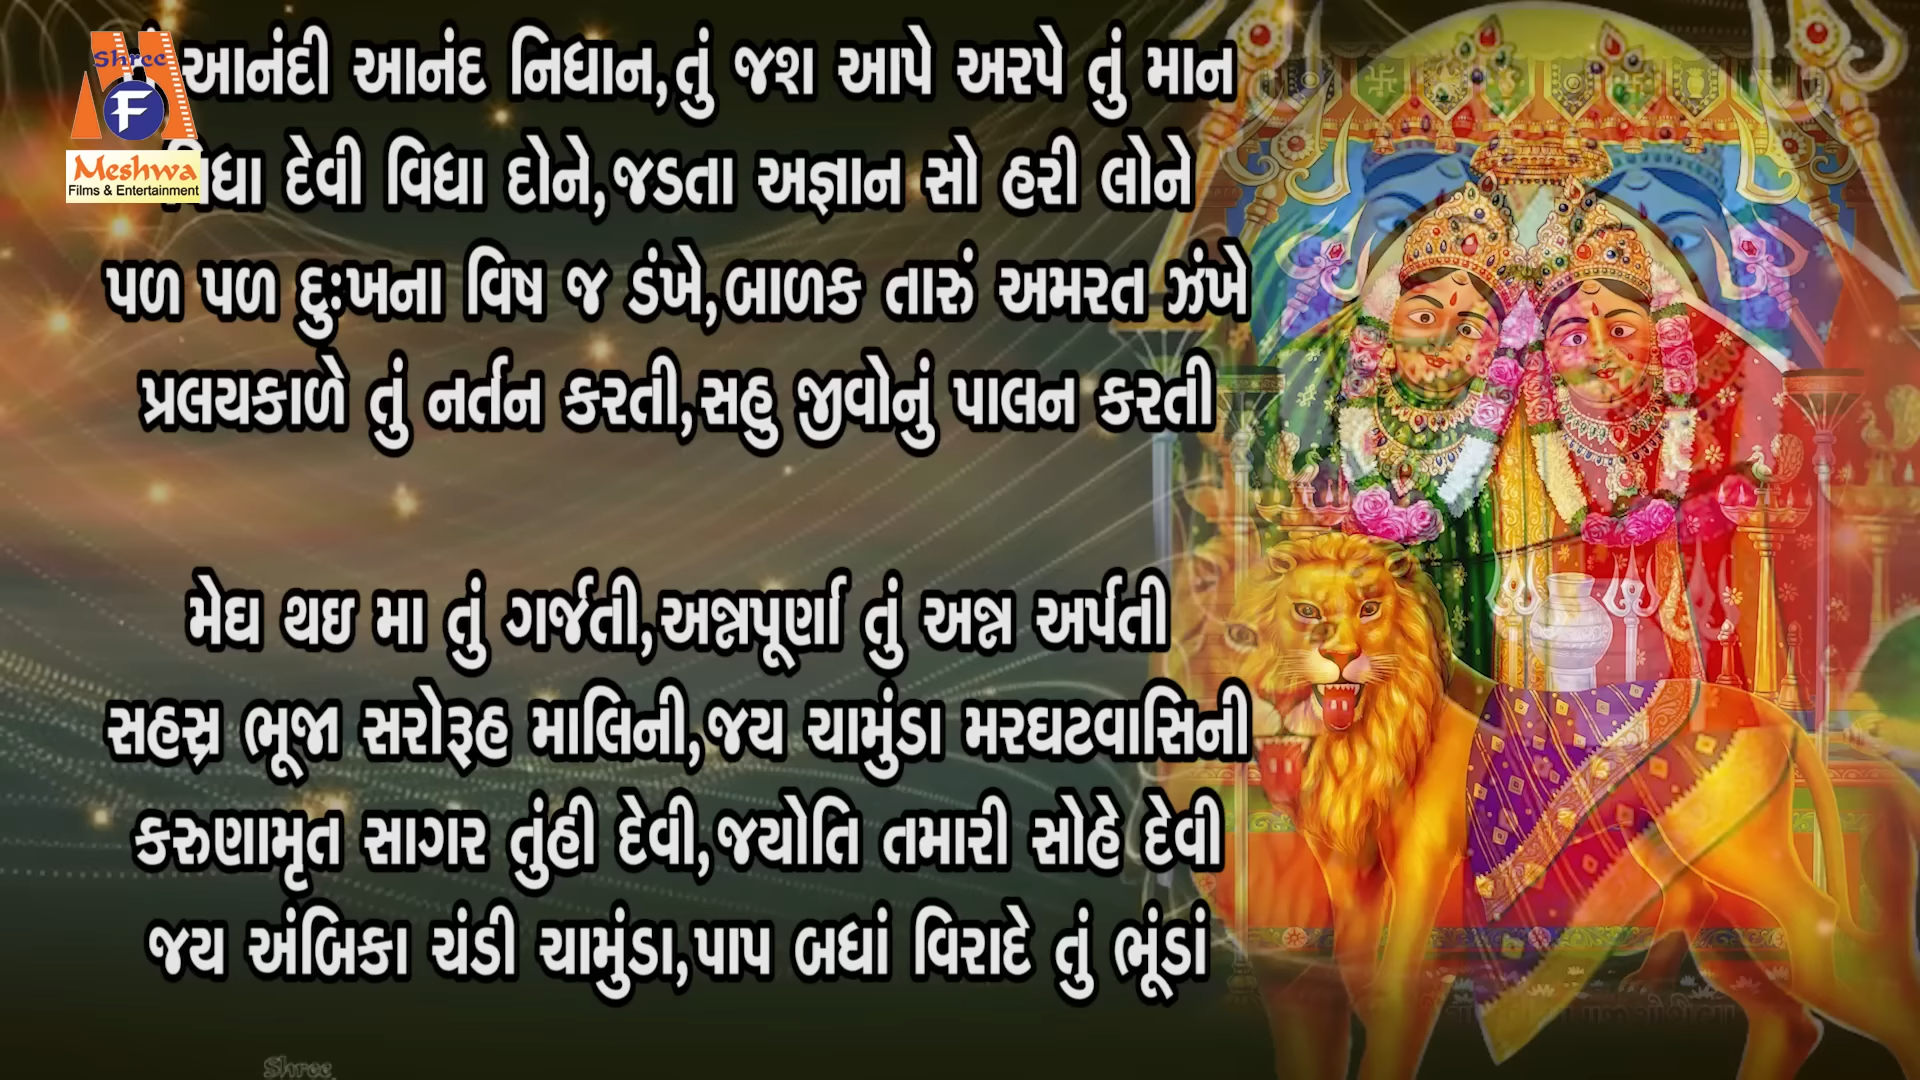 Shree
F
Meshwa
Films & Entertainment
આનંદી આનંદ નિધાન,તું જશ આપે અરપે તું માન
દેવી વિધા દોને,જડતા અજ્ઞાન સો હરી લોને
પળ પળ દુઃખના વિષ જ ડંખે,બાળક તારું અમરત ઝંખે
પ્રલયકાળે તું નર્તન કરતી,સહુ જીવોનું પાલન કરતી
મેઘ થઇ મા તું ગર્જતી,અન્નપૂર્ણા તું અન્ન અર્પતી
સહસ્ર ભૂજા સરોરૂહ માલિની,જય ચામુંડા મરઘટવાસિની
કરુણામૃત સાગર તુંહી દેવી,જ્યોતિ તમારી સોહે દેવી
જય અંબિકા ચંડી ચામુંડા,પાપ બધાં વિરાદે તું ભૂંડાં
Shree